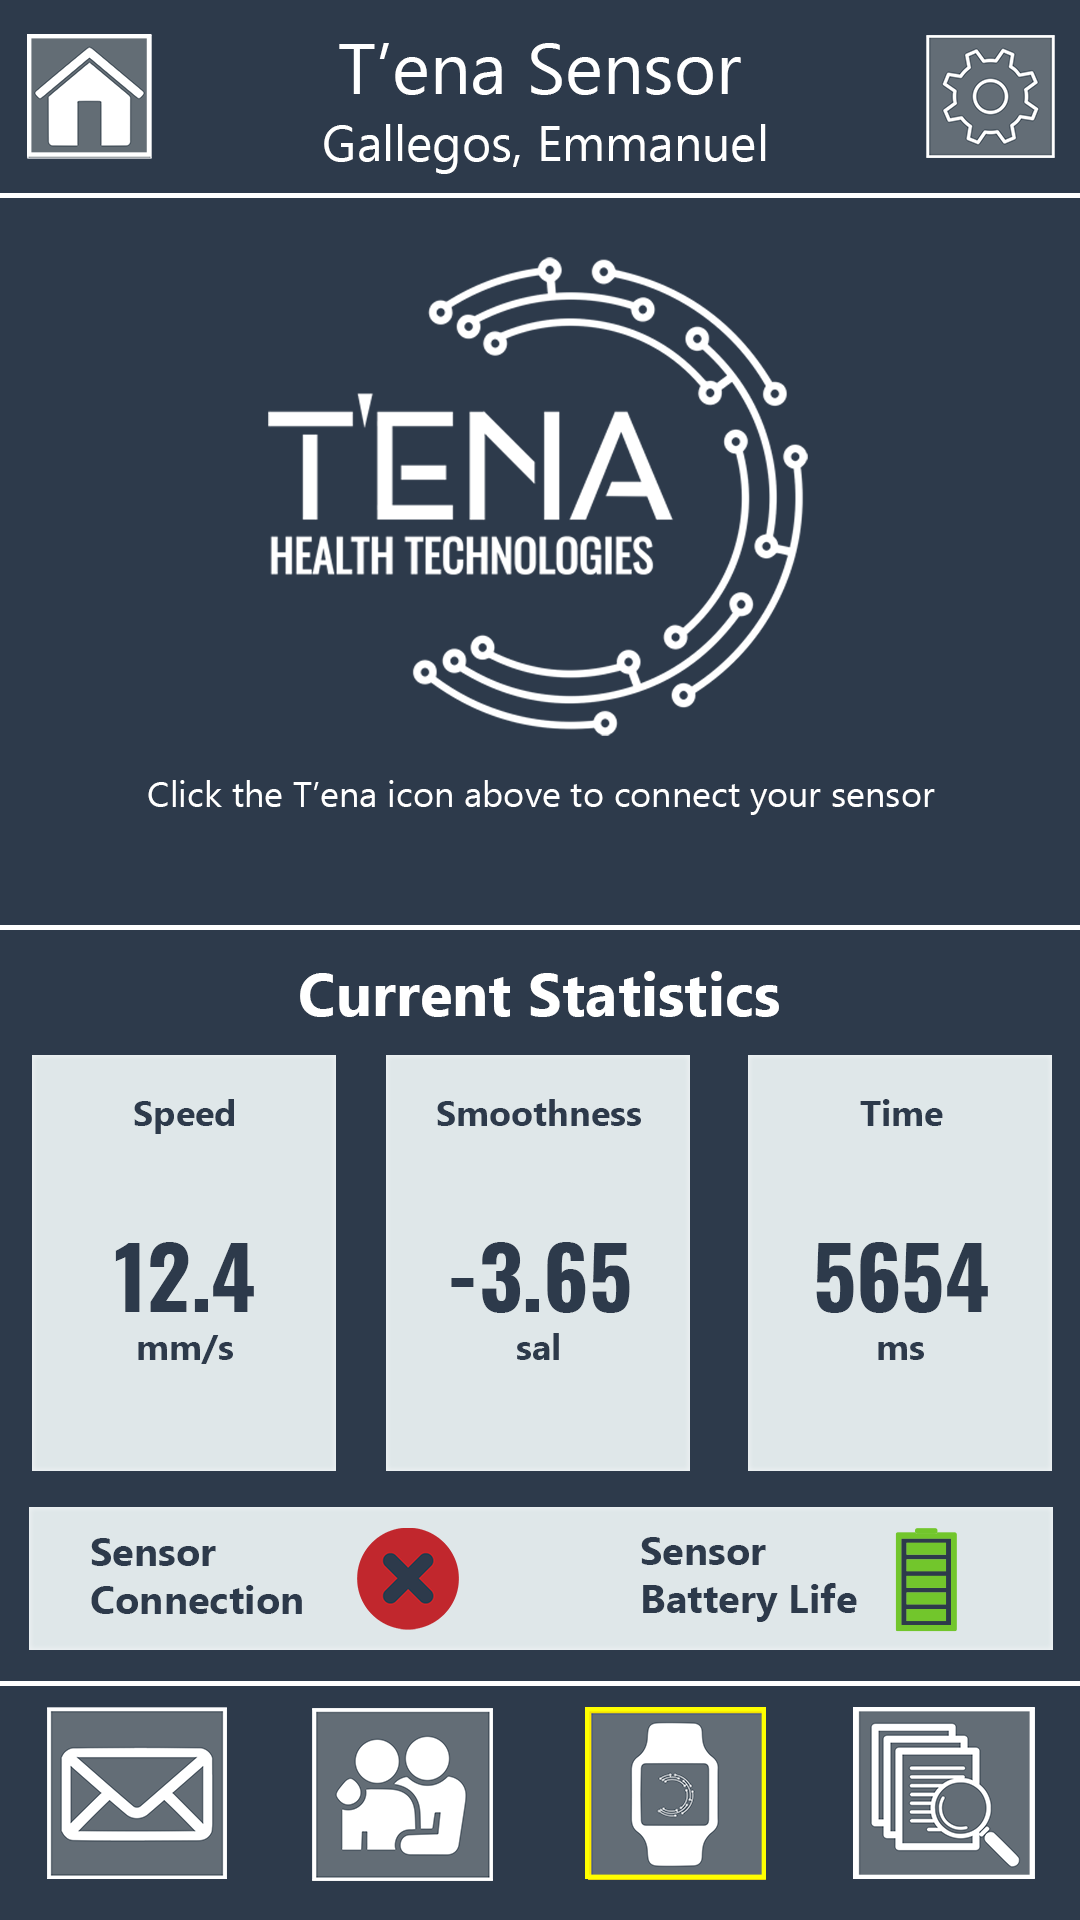 T’ena Sensor
Gallegos, Emmanuel
T'ENA
HEALTH TECHNOLOGIES
Click the T’ena icon above to connect your sensor
Current Statistics
Speed
12.4
mm/s
Smoothness
-3.65
sal
Time
5654
ms
Sensor
Connection
Sensor
Battery Life